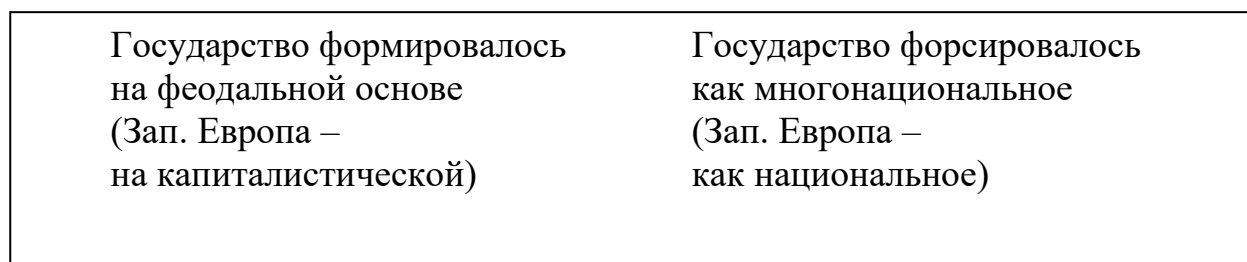 Государство формировалось
на феодальной основе
(Зап. Европа –
на капиталистической)
Государство форсировалось
как многонациональное
(Зап. Европа –
как национальное)